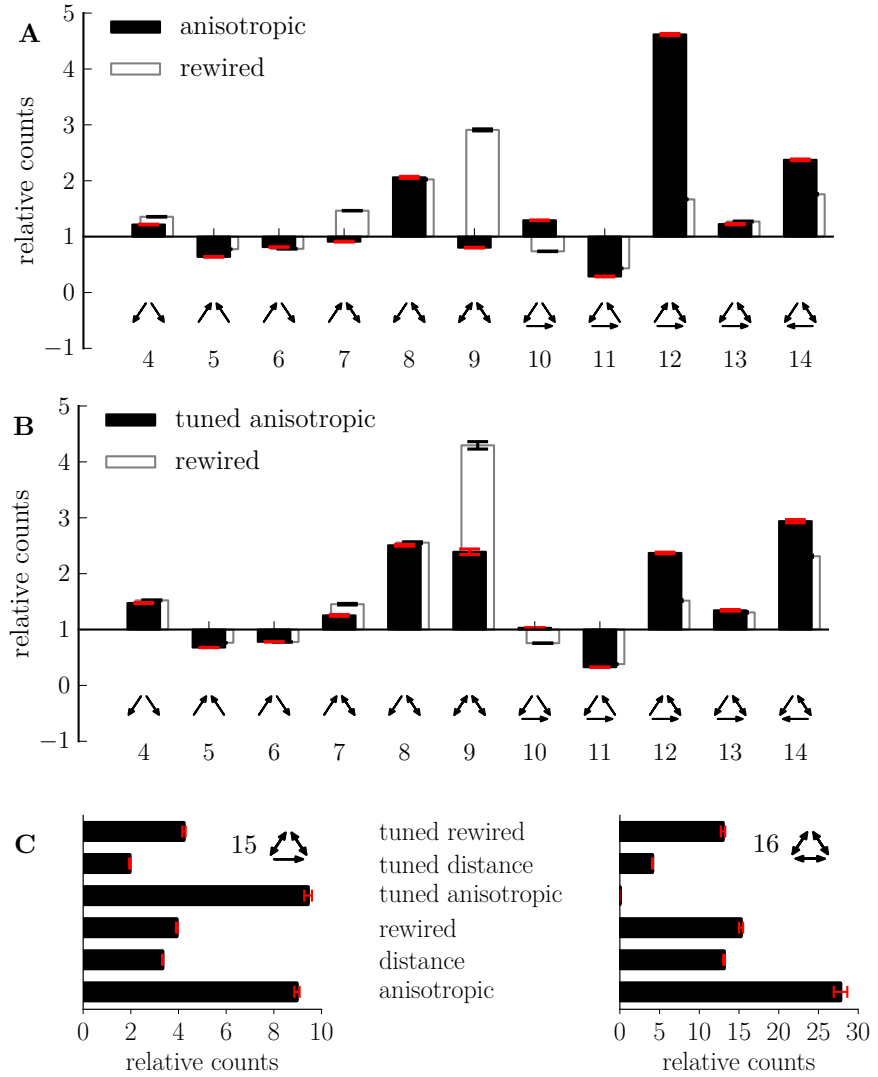 A
anisotropic
rewired
relative counts
5
4
3
2
1
0
−1
4 5 6 7 8 9 10 11 12 13 14
B
tuned anisotropic
rewired
relative counts
5
4
3
2
1
0
−1
4 5 6 7 8 9 10 11 12 13 14
C
15
tuned rewired
tuned distance
tuned anisotropic
rewired
distance
anisotropic
16
0 2 4 6 8 10
relative counts
0 5 10 15 20 25 30
relative counts